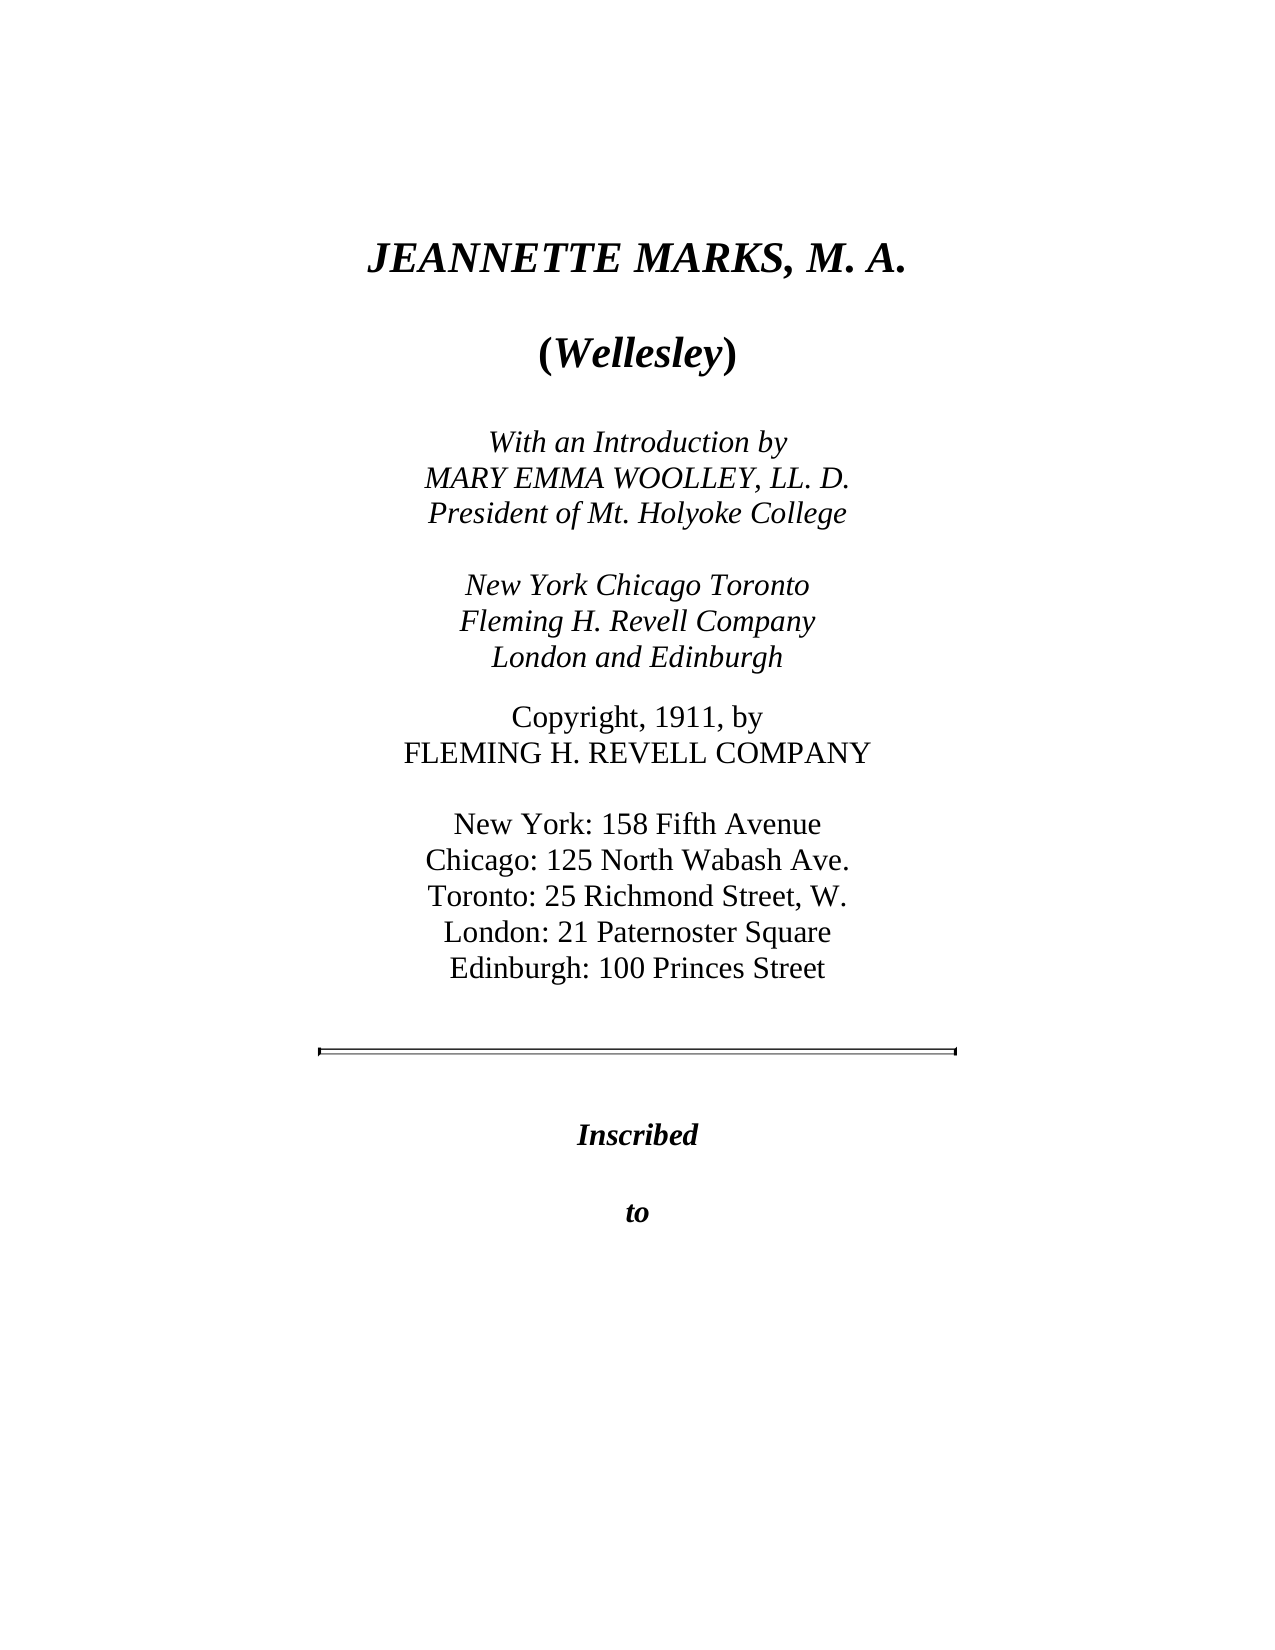 JEANNETTE MARKS, M. A.
(Wellesley)
With an Introduction by
MARY EMMA WOOLLEY, LL. D.
President of Mt. Holyoke College
New York Chicago Toronto
Fleming H. Revell Company
London and Edinburgh
Copyright, 1911, by
FLEMING H. REVELL COMPANY
New York: 158 Fifth Avenue
Chicago: 125 North Wabash Ave.
Toronto: 25 Richmond Street, W.
London: 21 Paternoster Square
Edinburgh: 100 Princes Street
Inscribed
to